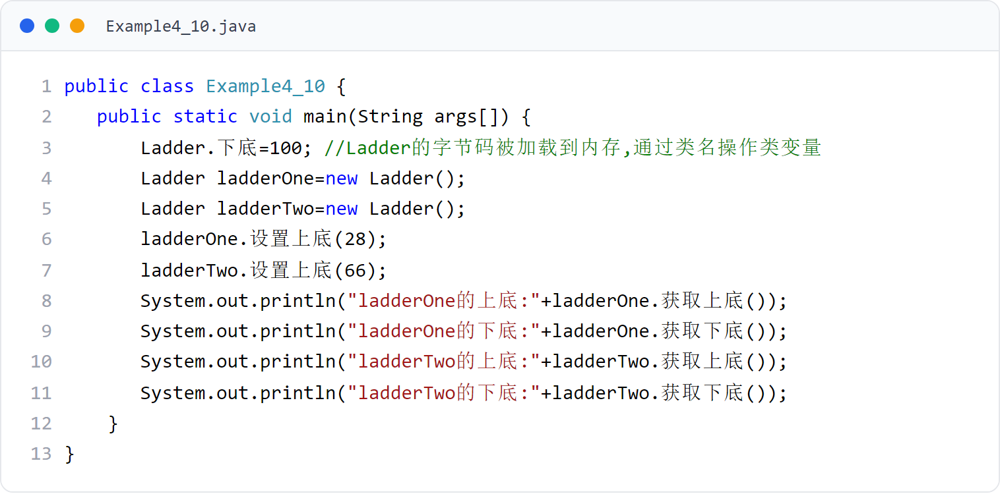 Example4_10.java
1 public class Example4_10 {
2    public static void main(String args[]) {
3        Ladder.下底=100; //Ladder的字节码被加载到内存,通过类名操作类变量
4        Ladder ladderOne=new Ladder();
5        Ladder ladderTwo=new Ladder();
6        ladderOne.设置上底(28);
7        ladderTwo.设置上底(66);
8        System.out.println("ladderOne的上底:"+ladderOne.获取上底());
9        System.out.println("ladderOne的下底:"+ladderOne.获取下底());
10        System.out.println("ladderTwo的上底:"+ladderTwo.获取上底());
11        System.out.println("ladderTwo的下底:"+ladderTwo.获取下底());
12     }
13 }